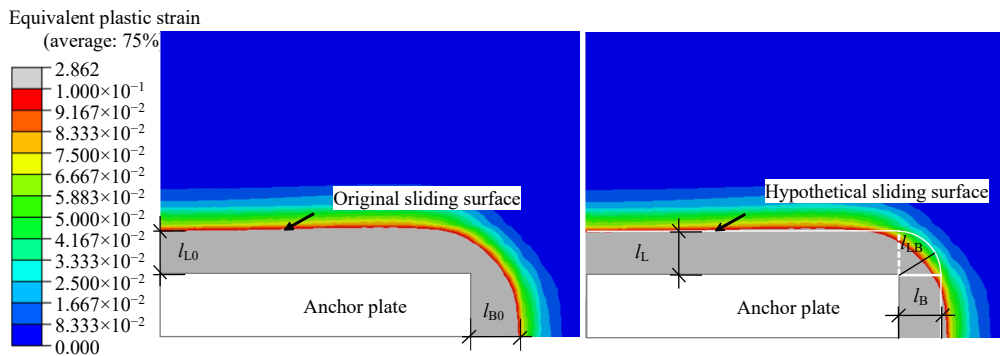 Equivalent plastic strain
(average: 75%
2.862
1.000×10⁻¹
9.167×10⁻²
8.333×10⁻²
7.500×10⁻²
6.667×10⁻²
5.883×10⁻²
5.000×10⁻²
4.167×10⁻²
3.333×10⁻²
2.500×10⁻²
1.667×10⁻²
8.333×10⁻²
0.000
Original sliding surface
l_L0
Anchor plate
l_B0
Hypothetical sliding surface
l_L
l_LB
Anchor plate
l_B